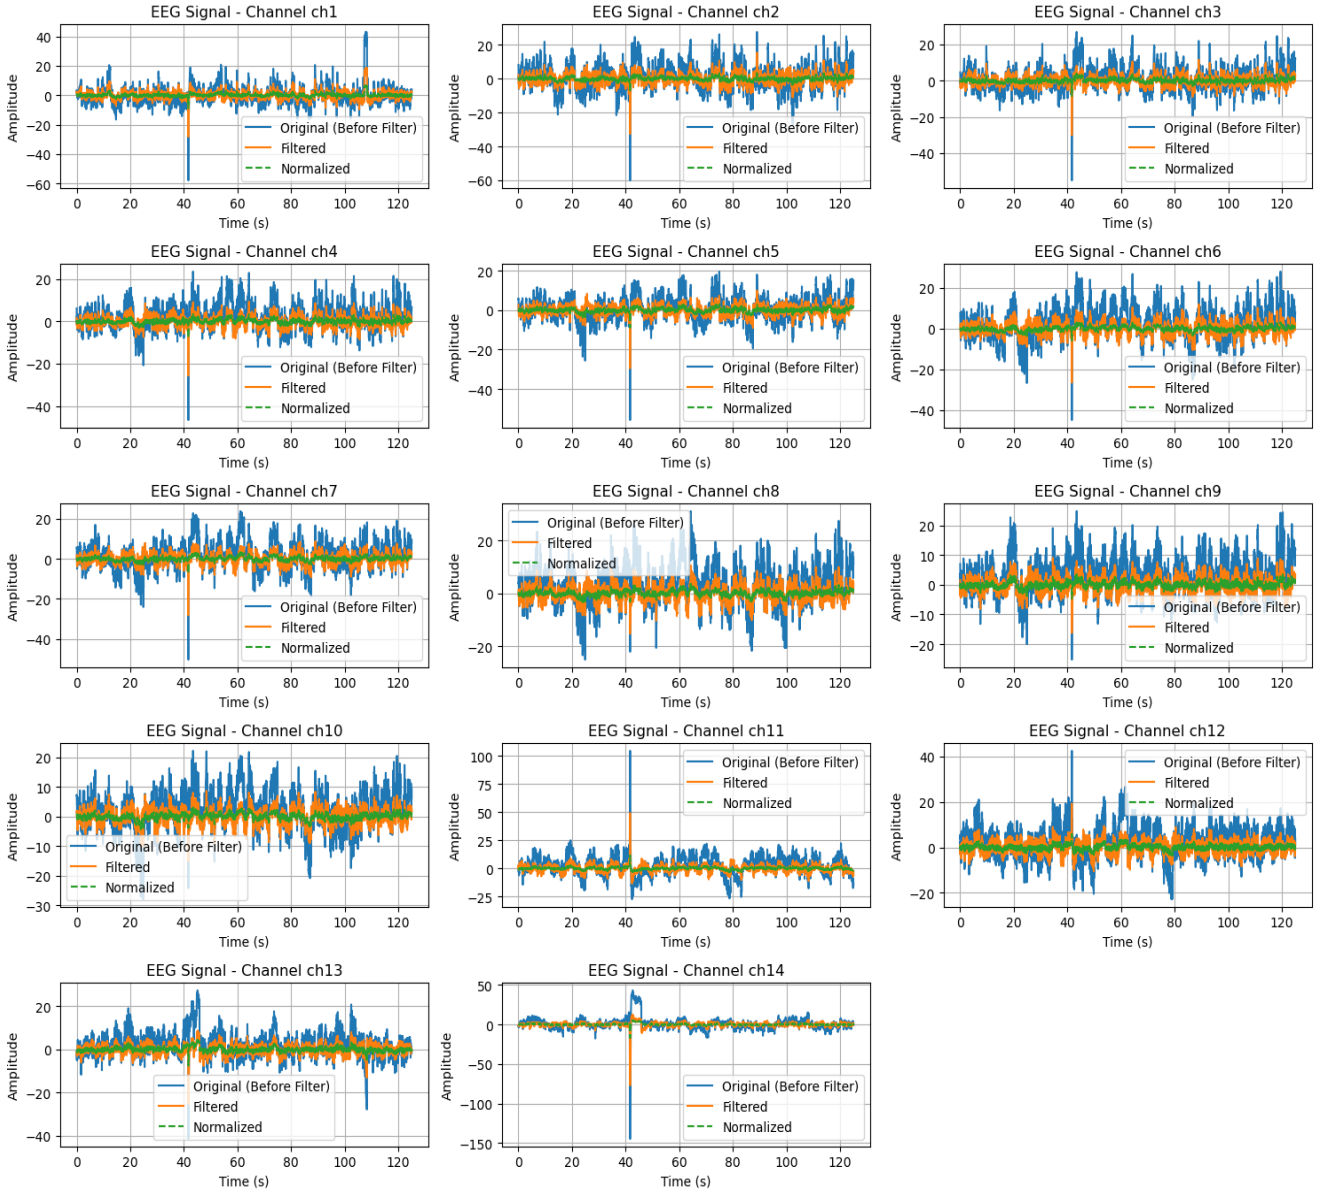 EEG Signal - Channel ch1
40
20
0
−20
−40
−60
Amplitude
Original (Before Filter)
Filtered
Normalized
0 20 40 60 80 100 120
Time (s)
EEG Signal - Channel ch2
20
0
−20
−40
−60
Amplitude
Original (Before Filter)
Filtered
Normalized
0 20 40 60 80 100 120
Time (s)
EEG Signal - Channel ch3
20
0
−20
−40
Amplitude
Original (Before Filter)
Filtered
Normalized
0 20 40 60 80 100 120
Time (s)
EEG Signal - Channel ch4
20
0
−20
−40
Amplitude
Original (Before Filter)
Filtered
Normalized
0 20 40 60 80 100 120
Time (s)
EEG Signal - Channel ch5
20
0
−20
−40
Amplitude
Original (Before Filter)
Filtered
Normalized
0 20 40 60 80 100 120
Time (s)
EEG Signal - Channel ch6
20
0
−20
−40
Amplitude
Original (Before Filter)
Filtered
Normalized
0 20 40 60 80 100 120
Time (s)
EEG Signal - Channel ch7
20
0
−20
−40
Amplitude
Original (Before Filter)
Filtered
Normalized
0 20 40 60 80 100 120
Time (s)
EEG Signal - Channel ch8
20
0
−20
Amplitude
Original (Before Filter)
Filtered
Normalized
0 20 40 60 80 100 120
Time (s)
EEG Signal - Channel ch9
20
10
0
−10
−20
Amplitude
Original (Before Filter)
Filtered
Normalized
0 20 40 60 80 100 120
Time (s)
EEG Signal - Channel ch10
20
10
0
−10
−20
−30
Amplitude
Original (Before Filter)
Filtered
Normalized
0 20 40 60 80 100 120
Time (s)
EEG Signal - Channel ch11
100
75
50
25
0
−25
Amplitude
Original (Before Filter)
Filtered
Normalized
0 20 40 60 80 100 120
Time (s)
EEG Signal - Channel ch12
40
20
0
−20
Amplitude
Original (Before Filter)
Filtered
Normalized
0 20 40 60 80 100 120
Time (s)
EEG Signal - Channel ch13
20
0
−20
−40
Amplitude
Original (Before Filter)
Filtered
Normalized
0 20 40 60 80 100 120
Time (s)
EEG Signal - Channel ch14
50
0
−50
−100
−150
Amplitude
Original (Before Filter)
Filtered
Normalized
0 20 40 60 80 100 120
Time (s)